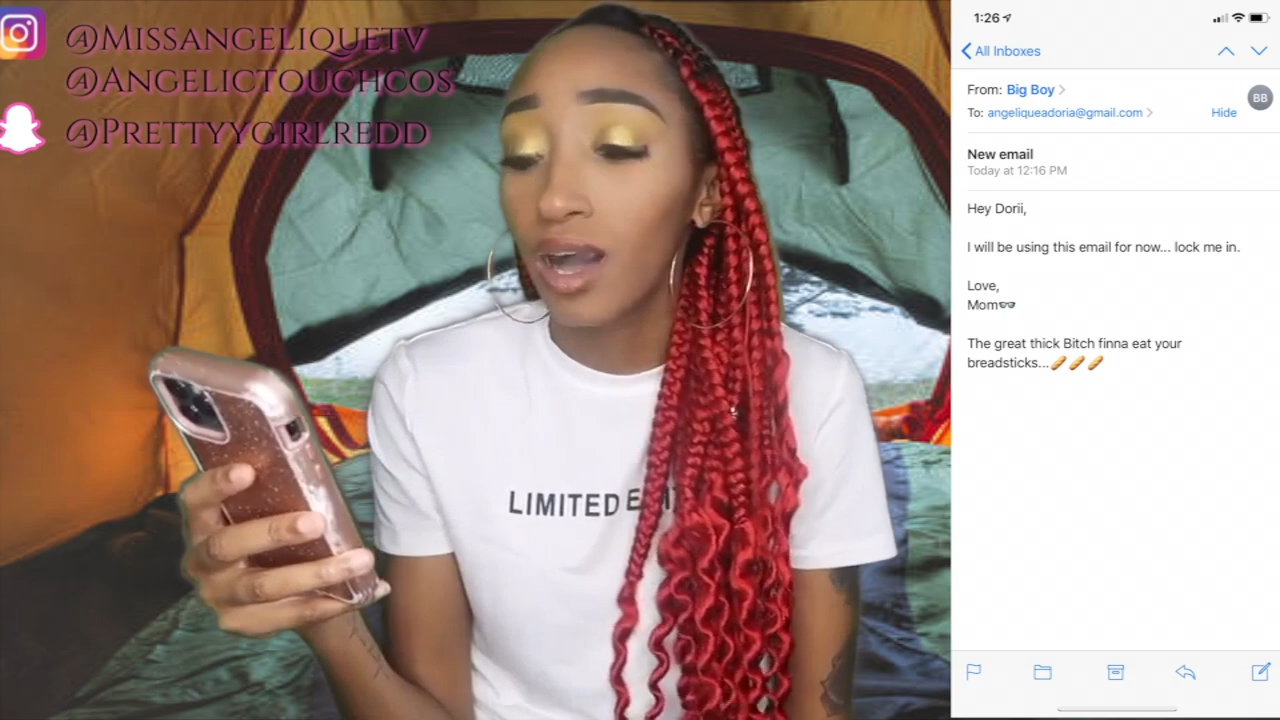 @Missangeliquetv
@Angelictouchcos
@Prettyygirlredd
LIMITED
1:26
All Inboxes
From: Big Boy
BB
To: angeliqueadoria@gmail.com
Hide
New email
Today at 12:16 PM
Hey Dorii,
I will be using this email for now... lock me in.
Love,
Mom🕶️
The great thick Bitch finna eat your
breadsticks...🥖🥖🥖